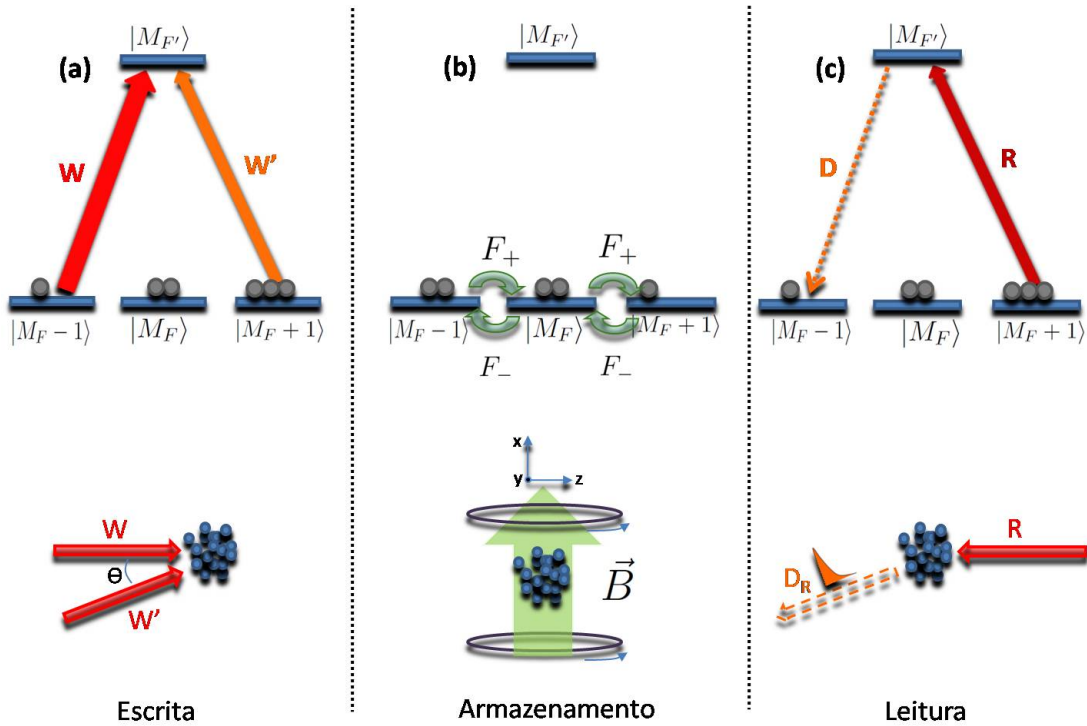 (a)
|M_{F'}⟩
W
W'
|M_F − 1⟩
|M_F⟩
|M_F + 1⟩
W
θ
W'
Escrita
(b)
|M_{F'}⟩
F_+
F_+
|M_F − 1⟩
|M_F⟩
|M_F + 1⟩
F_−
F_−
x
y
z
\vec{B}
Armazenamento
(c)
|M_{F'}⟩
D
R
|M_F − 1⟩
|M_F⟩
|M_F + 1⟩
R
D_R
Leitura